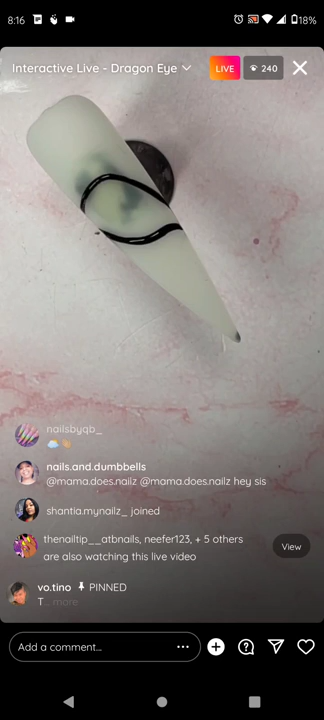 8:16
18%
Interactive Live - Dragon Eye
LIVE
240
nailsbyqb_
nails.and.dumbbells
@mama.does.nailz @mama.does.nailz hey sis
shantia.mynailz_ joined
thenailtip__atbnails, neefer123, + 5 others
are also watching this live video
View
vo.tino PINNED
T... more
Add a comment...